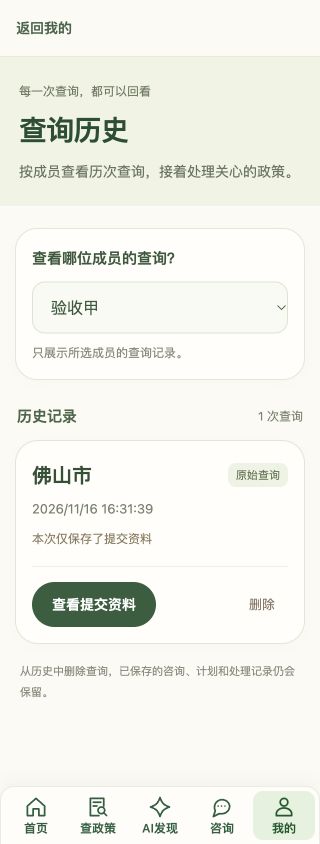 返回我的
每一次查询，都可以回看
查询历史
按成员查看历次查询，接着处理关心的政策。
查看哪位成员的查询？
验收甲
只展示所选成员的查询记录。
历史记录
1 次查询
佛山市
原始查询
2026/11/16 16:31:39
本次仅保存了提交资料
查看提交资料
删除
从历史中删除查询，已保存的咨询、计划和处理记录仍会
保留。
首页
查政策
AI发现
咨询
我的